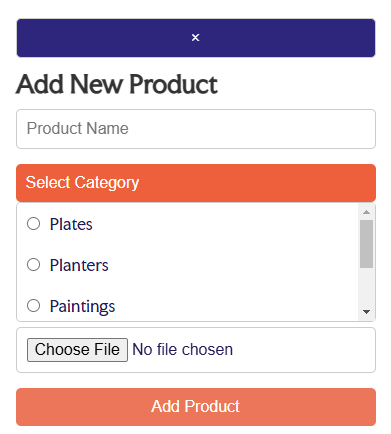 ×
Add New Product
Product Name
Select Category
Plates
Planters
Paintings
Choose File No file chosen
Add Product